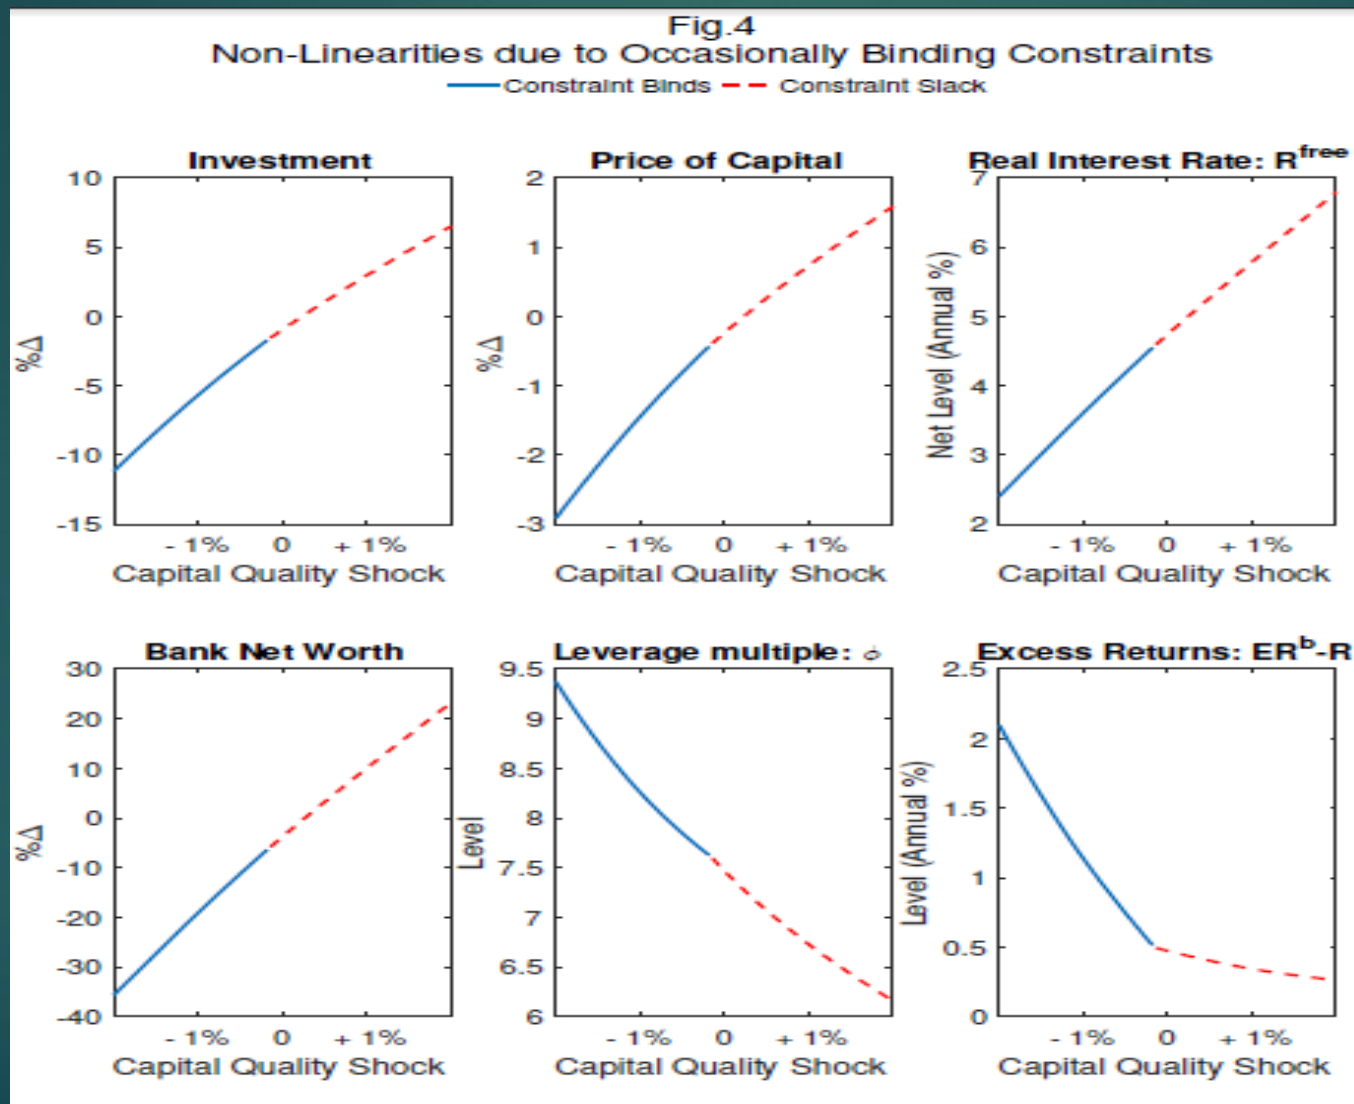 Fig.4
Non-Linearities due to Occasionally Binding Constraints
Constraint Binds Constraint Slack
Investment
%Δ
10
5
0
-5
-10
-15
- 1% 0 + 1%
Capital Quality Shock
Price of Capital
%Δ
2
1
0
-1
-2
-3
- 1% 0 + 1%
Capital Quality Shock
Real Interest Rate: R^free
Net Level (Annual %)
7
6
5
4
3
2
- 1% 0 + 1%
Capital Quality Shock
Bank Net Worth
%Δ
30
20
10
0
-10
-20
-30
-40
- 1% 0 + 1%
Capital Quality Shock
Leverage multiple: ϕ
Level
9.5
9
8.5
8
7.5
7
6.5
6
- 1% 0 + 1%
Capital Quality Shock
Excess Returns: ER^b-R
Level (Annual %)
2.5
2
1.5
1
0.5
0
- 1% 0 + 1%
Capital Quality Shock